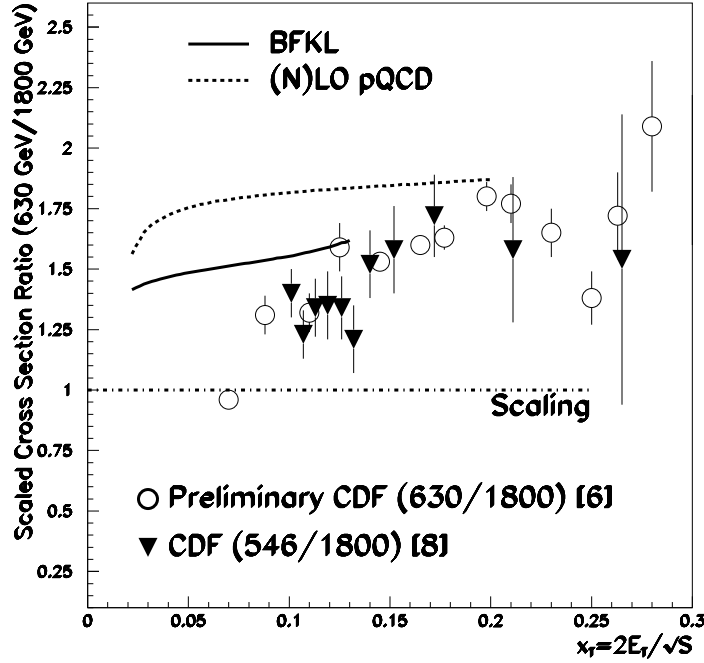 Scaled Cross Section Ratio (630 GeV/1800 GeV)
2.5
2.25
2
1.75
1.5
1.25
1
0.75
0.5
0.25
BFKL
(N)LO pQCD
Scaling
Preliminary CDF (630/1800) [6]
CDF (546/1800) [8]
0 0.05 0.1 0.15 0.2 0.25 0.3
x_T=2E_T/√S